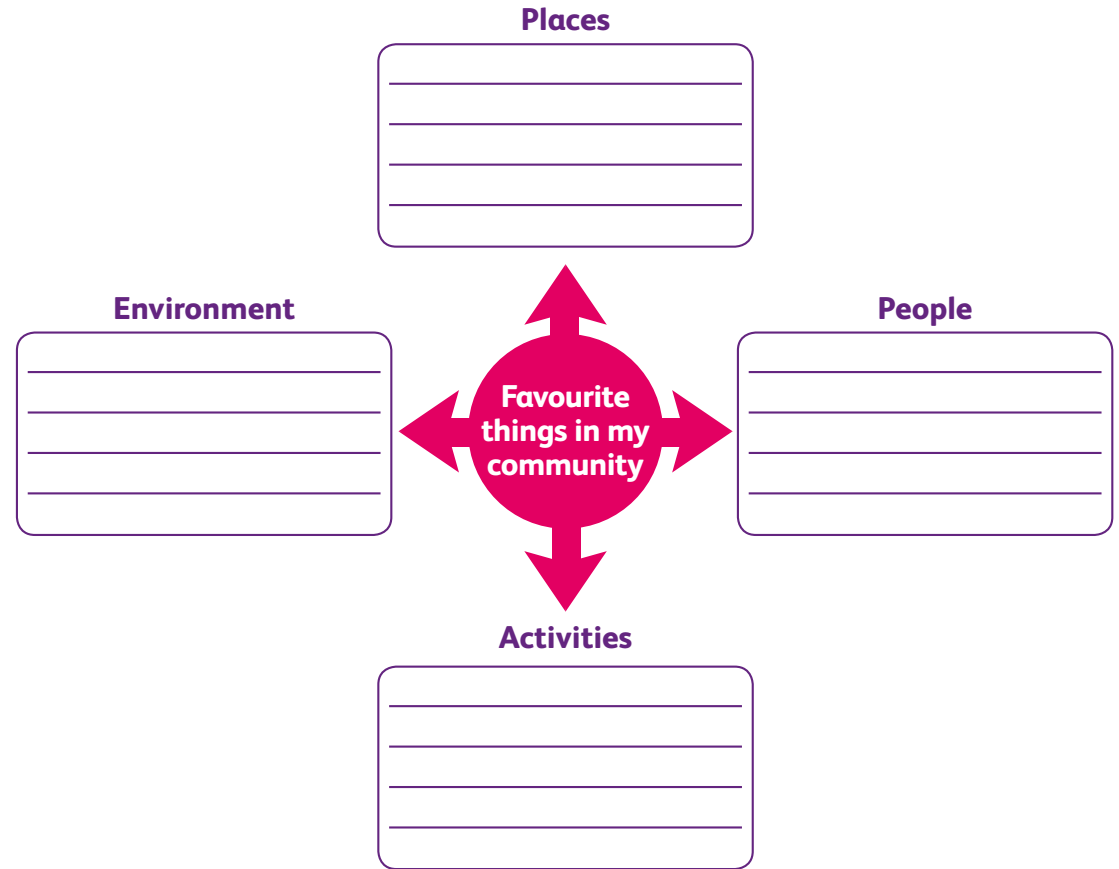 Places
Environment
People
Favourite
things in my
community
Activities